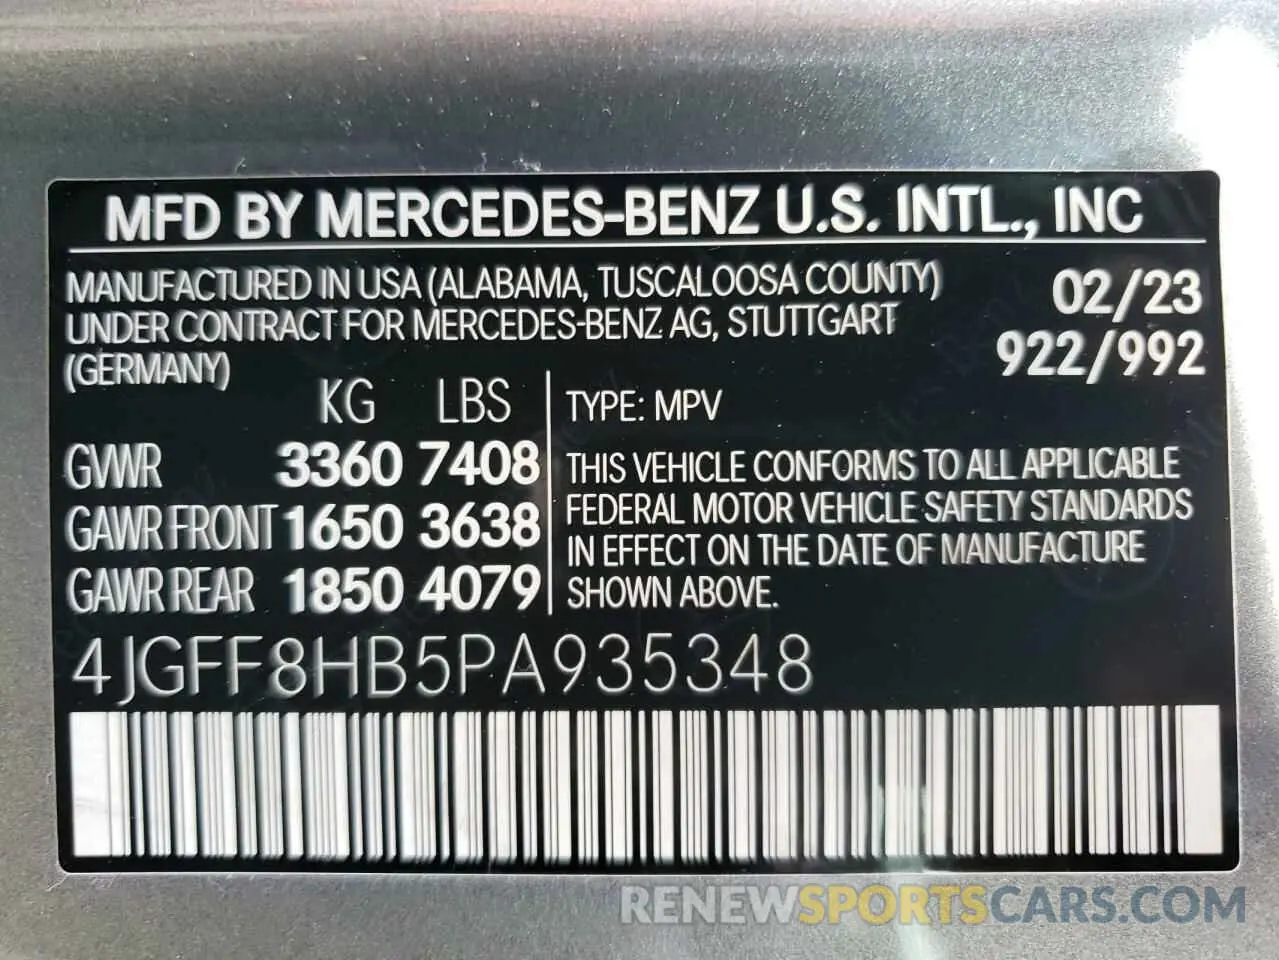 MFD BY MERCEDES-BENZ U.S. INTL., INC
MANUFACTURED IN USA (ALABAMA, TUSCALOOSA COUNTY)
UNDER CONTRACT FOR MERCEDES-BENZ AG, STUTTGART
(GERMANY)
02/23
922/992
KG LBS
GVWR 3360 7408
GAWR FRONT 1650 3638
GAWR REAR 1850 4079
TYPE: MPV
THIS VEHICLE CONFORMS TO ALL APPLICABLE
FEDERAL MOTOR VEHICLE SAFETY STANDARDS
IN EFFECT ON THE DATE OF MANUFACTURE
SHOWN ABOVE.
4JGFF8HB5PA935348
RENEWSPORTSCARS.COM